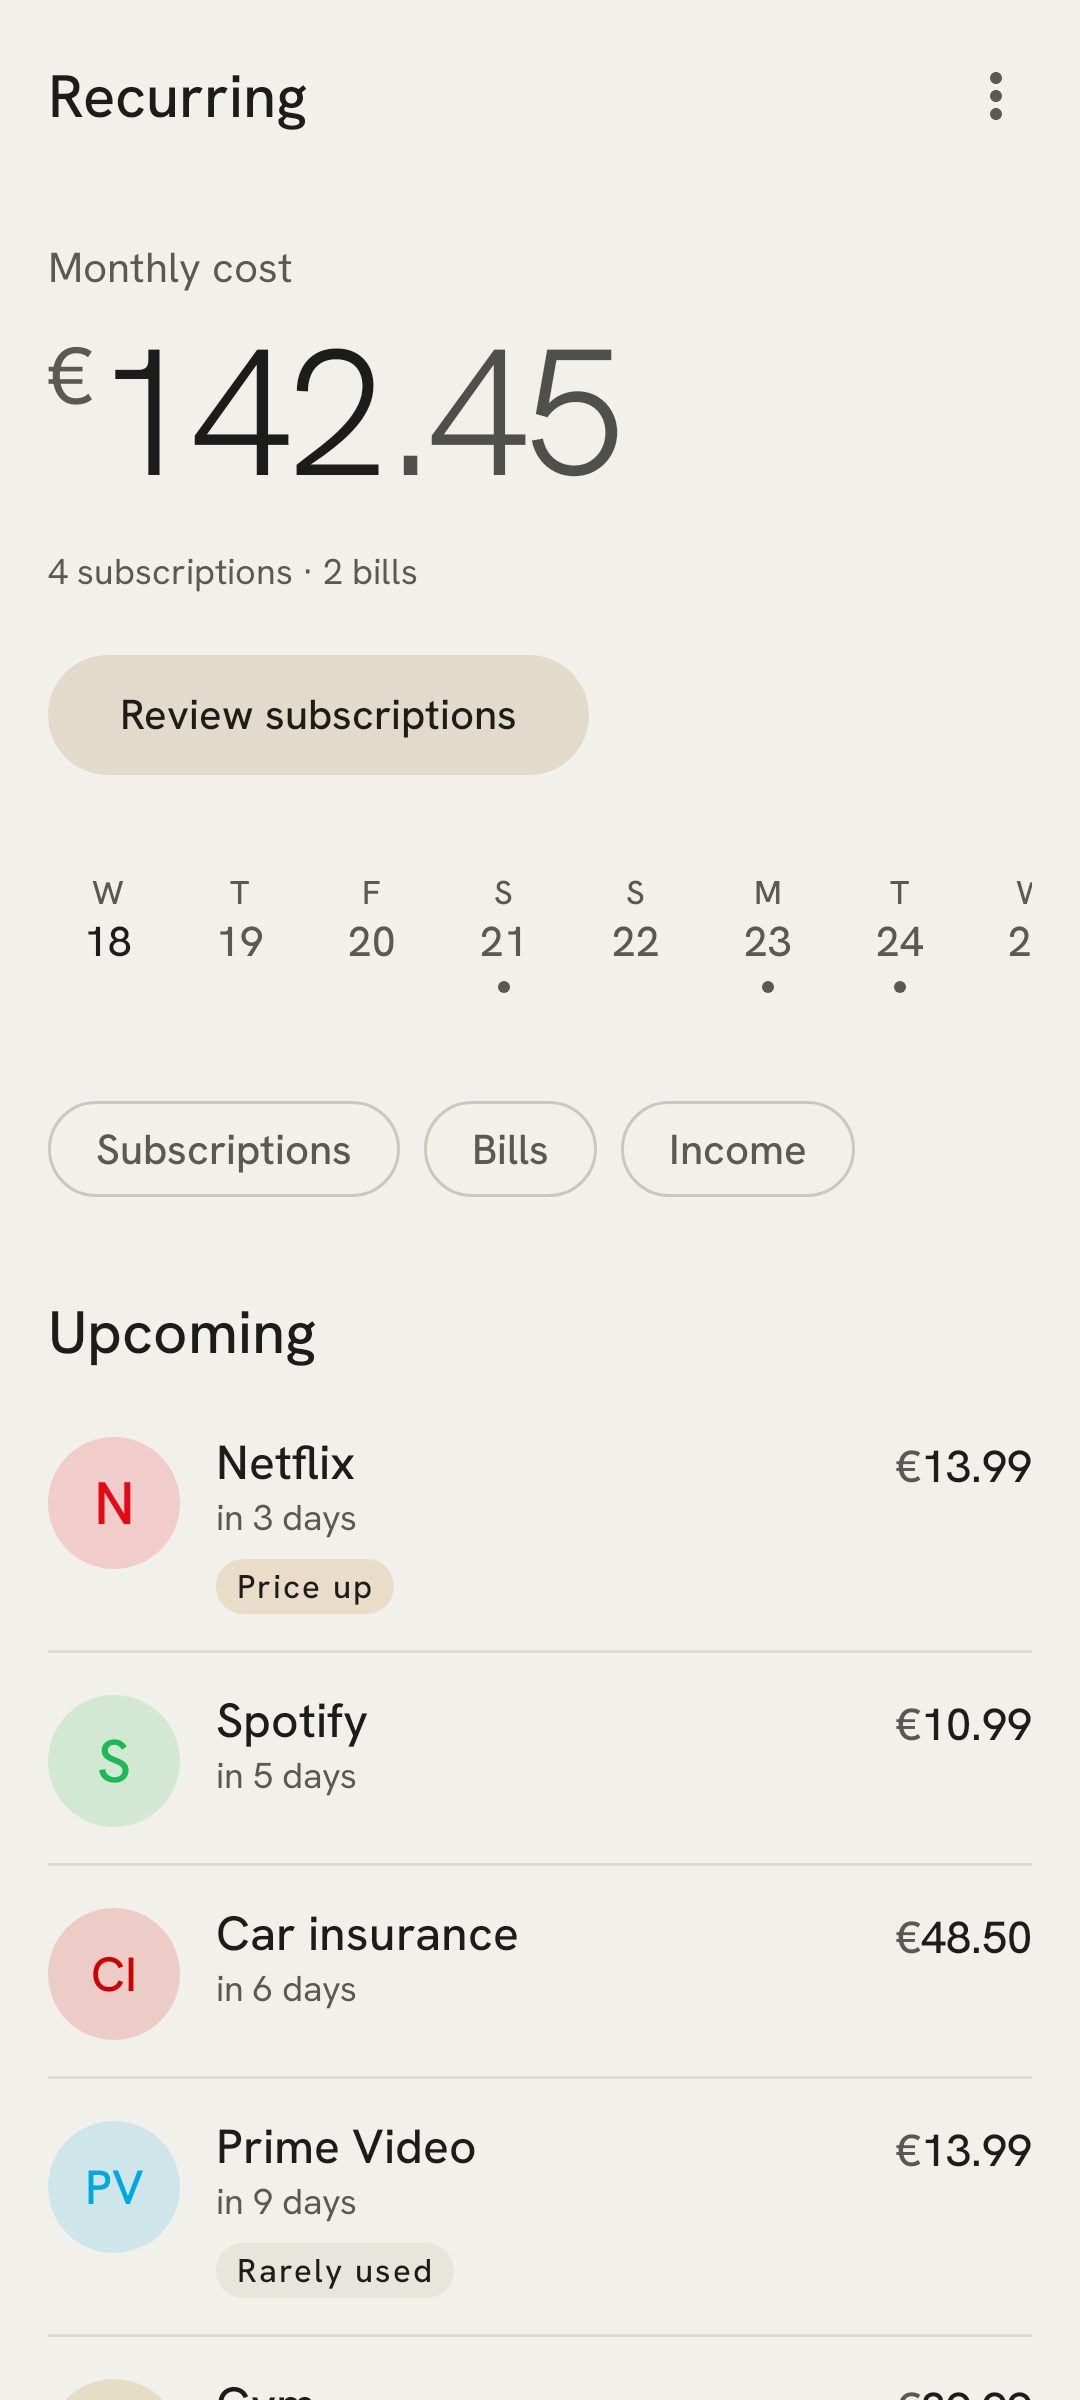 Recurring
Monthly cost
€142.45
4 subscriptions · 2 bills
Review subscriptions
W T F S S M T
18 19 20 21 22 23 24
Subscriptions Bills Income
Upcoming
N Netflix €13.99
in 3 days
Price up
S Spotify €10.99
in 5 days
CI Car insurance €48.50
in 6 days
PV Prime Video €13.99
in 9 days
Rarely used
Gym